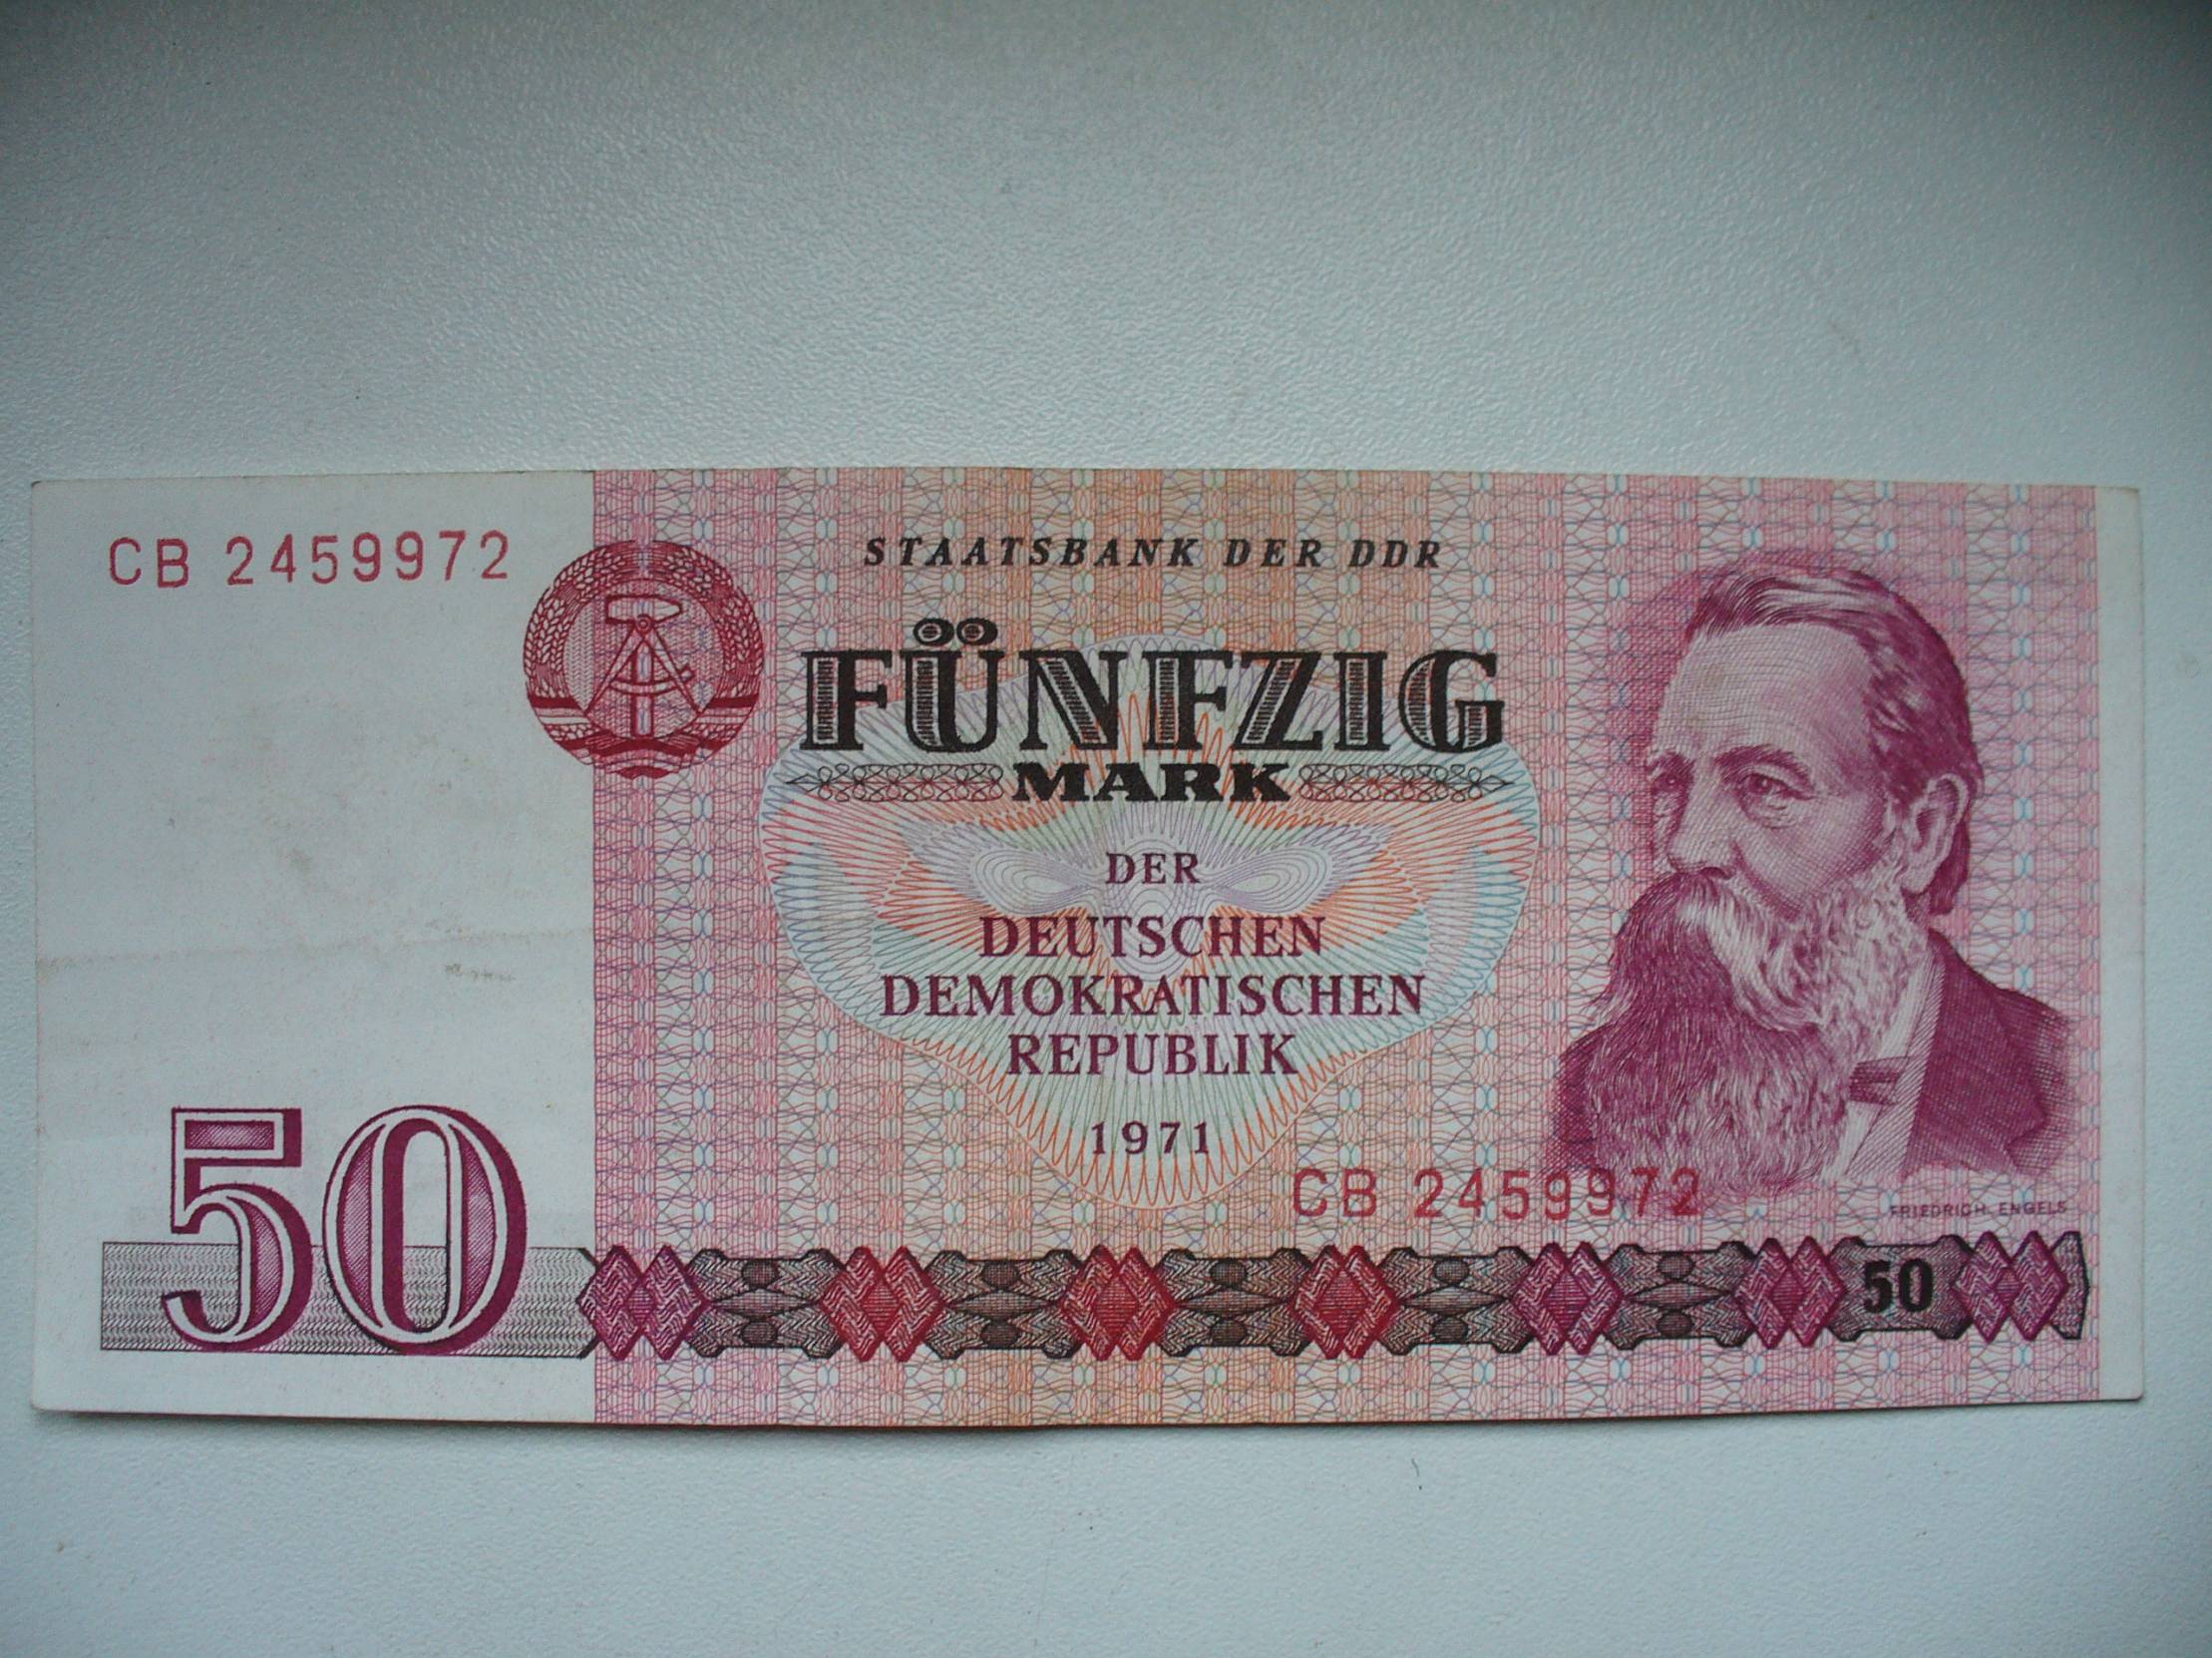 CB 2459972
STAATSBANK DER DDR
FÜNFZIG
MARK
DER
DEUTSCHEN
DEMOKRATISCHEN
REPUBLIK
1971
CB 2459972
FRIEDRICH ENGELS
50
50